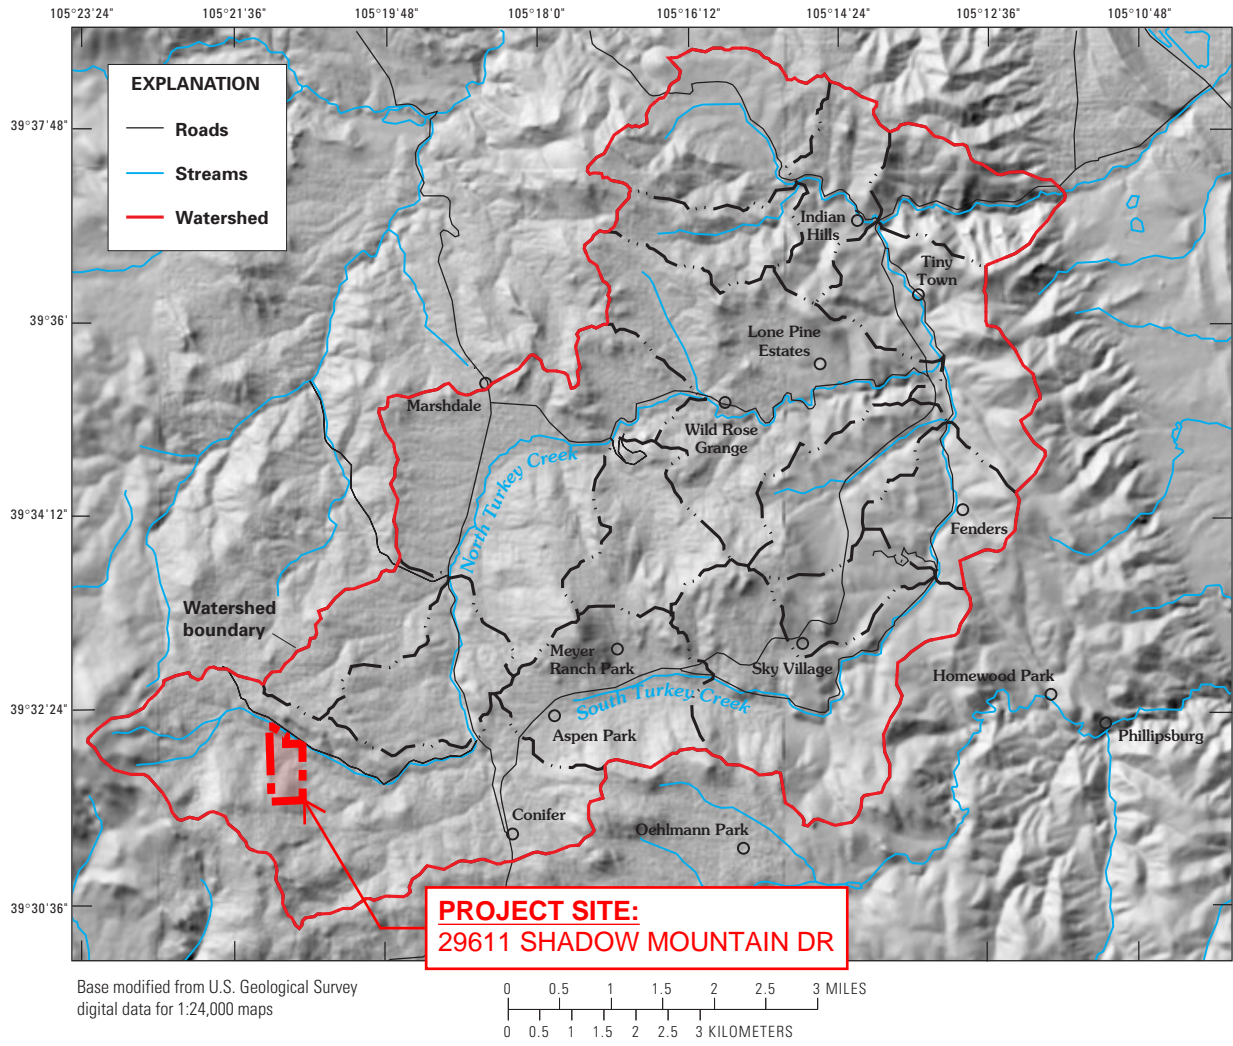 105°23'24"
105°21'36"
105°19'48"
105°18'0"
105°16'12"
105°14'24"
105°12'36"
105°10'48"
39°37'48"
39°36'
39°34'12"
39°32'24"
39°30'36"
EXPLANATION
Roads
Streams
Watershed
Indian
Hills
Tiny
Town
Lone Pine
Estates
Marshdale
Wild Rose
Grange
North Turkey Creek
Fenders
Watershed
boundary
Meyer
Ranch Park
Sky Village
South Turkey Creek
Homewood Park
Aspen Park
Phillipsburg
Conifer
Oehlmann Park
PROJECT SITE:
29611 SHADOW MOUNTAIN DR
Base modified from U.S. Geological Survey
digital data for 1:24,000 maps
0 0.5 1 1.5 2 2.5 3 MILES
0 0.5 1 1.5 2 2.5 3 KILOMETERS